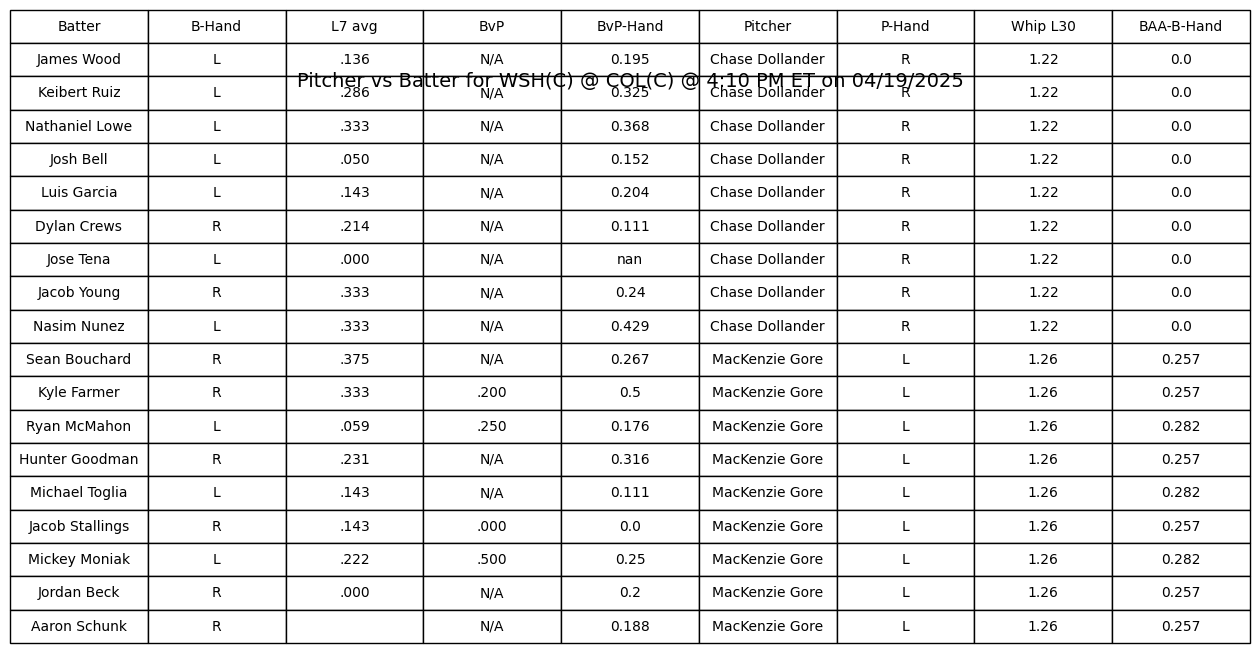 Batter B-Hand L7 avg BvP BvP-Hand Pitcher P-Hand Whip L30 BAA-B-Hand
James Wood L .136 N/A 0.195 Chase Dollander R 1.22 0.0
Pitcher vs Batter for WSH(C) @ COL(C) @ 4:10 PM ET on 04/19/2025
Keibert Ruiz L .286 N/A 0.325 Chase Dollander R 1.22 0.0
Nathaniel Lowe L .333 N/A 0.368 Chase Dollander R 1.22 0.0
Josh Bell L .050 N/A 0.152 Chase Dollander R 1.22 0.0
Luis Garcia L .143 N/A 0.204 Chase Dollander R 1.22 0.0
Dylan Crews R .214 N/A 0.111 Chase Dollander R 1.22 0.0
Jose Tena L .000 N/A nan Chase Dollander R 1.22 0.0
Jacob Young R .333 N/A 0.24 Chase Dollander R 1.22 0.0
Nasim Nunez L .333 N/A 0.429 Chase Dollander R 1.22 0.0
Sean Bouchard R .375 N/A 0.267 MacKenzie Gore L 1.26 0.257
Kyle Farmer R .333 .200 0.5 MacKenzie Gore L 1.26 0.257
Ryan McMahon L .059 .250 0.176 MacKenzie Gore L 1.26 0.282
Hunter Goodman R .231 N/A 0.316 MacKenzie Gore L 1.26 0.257
Michael Toglia L .143 N/A 0.111 MacKenzie Gore L 1.26 0.282
Jacob Stallings R .143 .000 0.0 MacKenzie Gore L 1.26 0.257
Mickey Moniak L .222 .500 0.25 MacKenzie Gore L 1.26 0.282
Jordan Beck R .000 N/A 0.2 MacKenzie Gore L 1.26 0.257
Aaron Schunk R N/A 0.188 MacKenzie Gore L 1.26 0.257